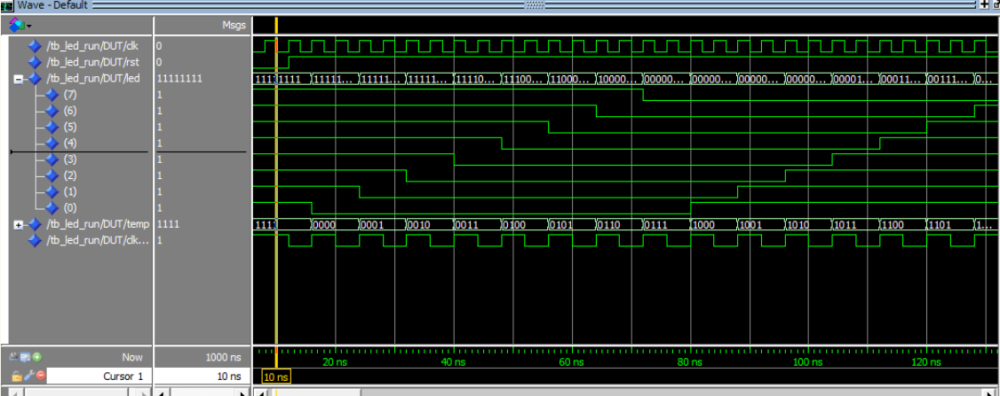 Wave - Default
Msgs
/tb_led_run/DUT/clk 0
/tb_led_run/DUT/rst 0
/tb_led_run/DUT/led 11111111 11111111 11111... 11111... 11111... 11110... 11100... 11000... 10000... 00000... 00000... 00000... 00000... 00001... 00011... 00111... 0...
(7) 1
(6) 1
(5) 1
(4) 1
(3) 1
(2) 1
(1) 1
(0) 1
/tb_led_run/DUT/temp 1111 1111 0000 0001 0010 0011 0100 0101 0110 0111 1000 1001 1010 1011 1100 1101 1...
/tb_led_run/DUT/clk... 1
Now 1000 ns 20 ns 40 ns 60 ns 80 ns 100 ns 120 ns
Cursor 1 10 ns 10 ns